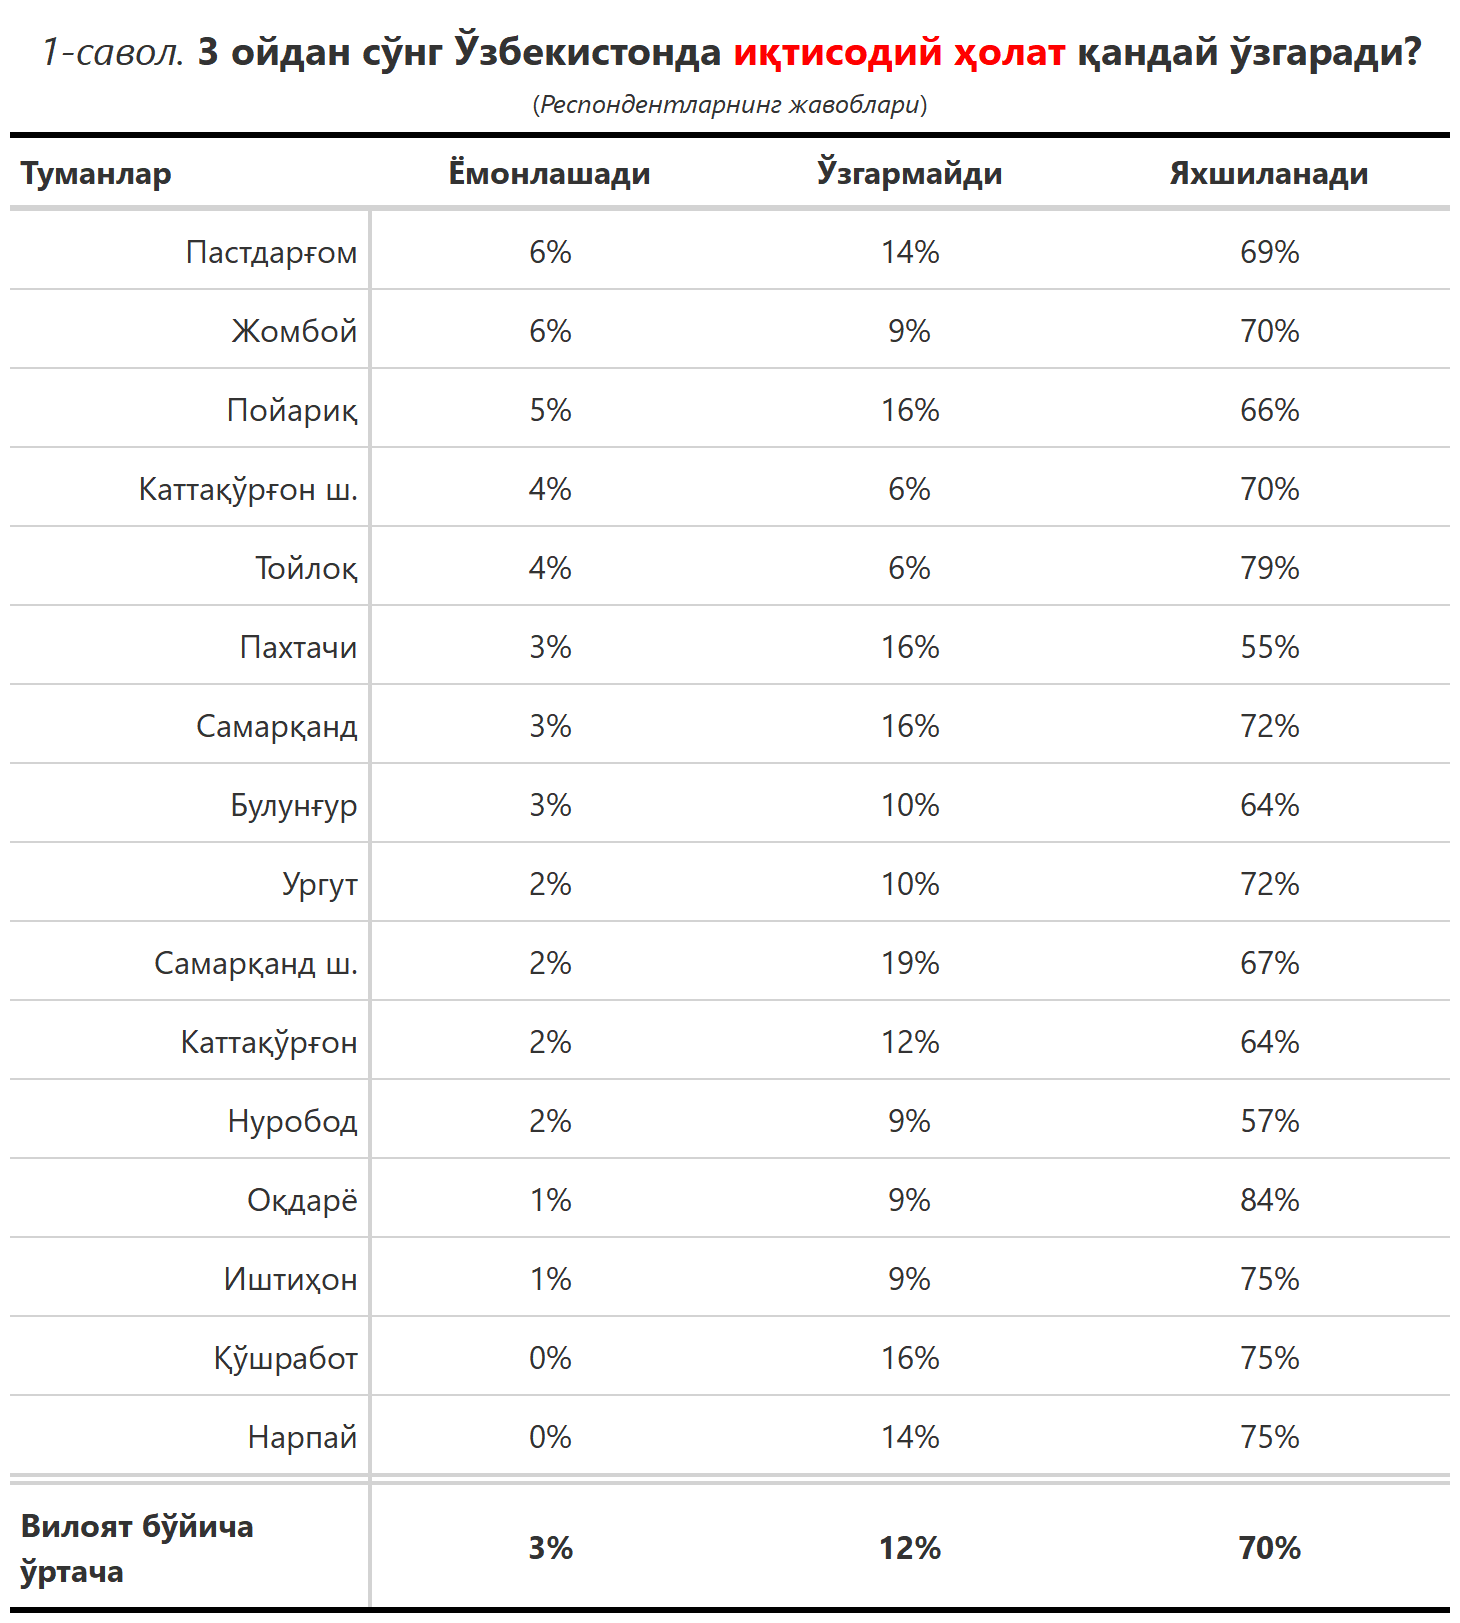 1-савол. 3 ойдан сўнг Ўзбекистонда иқтисодий ҳолат қандай ўзгаради?
(Респондентларнинг жавоблари)
Туманлар Ёмонлашади Ўзгармайди Яхшиланади
Пастдарғом 6% 14% 69%
Жомбой 6% 9% 70%
Пойариқ 5% 16% 66%
Каттақўрғон ш. 4% 6% 70%
Тойлоқ 4% 6% 79%
Пахтачи 3% 16% 55%
Самарқанд 3% 16% 72%
Булунғур 3% 10% 64%
Ургут 2% 10% 72%
Самарқанд ш. 2% 19% 67%
Каттақўрғон 2% 12% 64%
Нуробод 2% 9% 57%
Оқдарё 1% 9% 84%
Иштиҳон 1% 9% 75%
Қўшработ 0% 16% 75%
Нарпай 0% 14% 75%
Вилоят бўйича
ўртача 3% 12% 70%